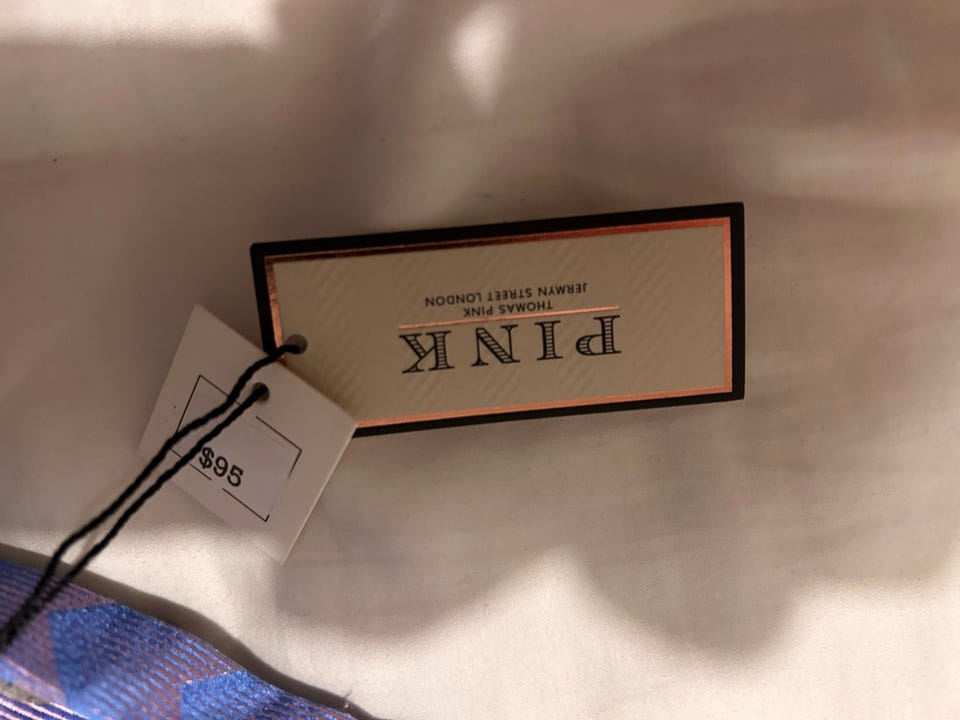 PINK
THOMAS PINK
JERMYN STREET LONDON
$95